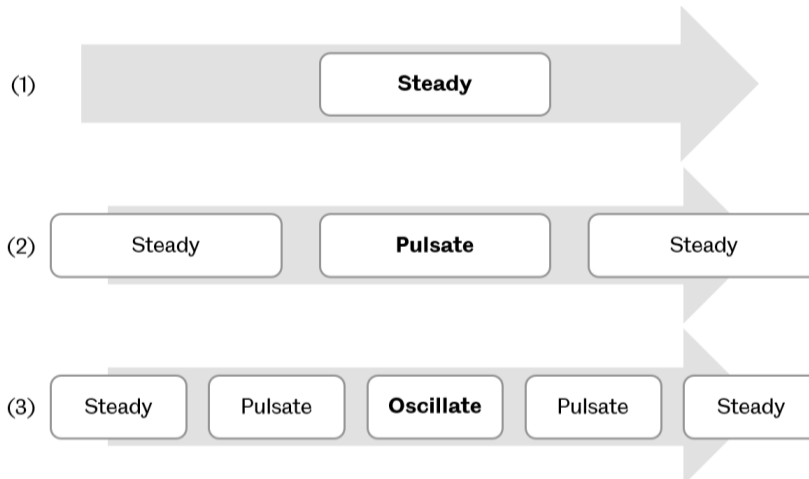 (1) Steady
(2) Steady Pulsate Steady
(3) Steady Pulsate Oscillate Pulsate Steady